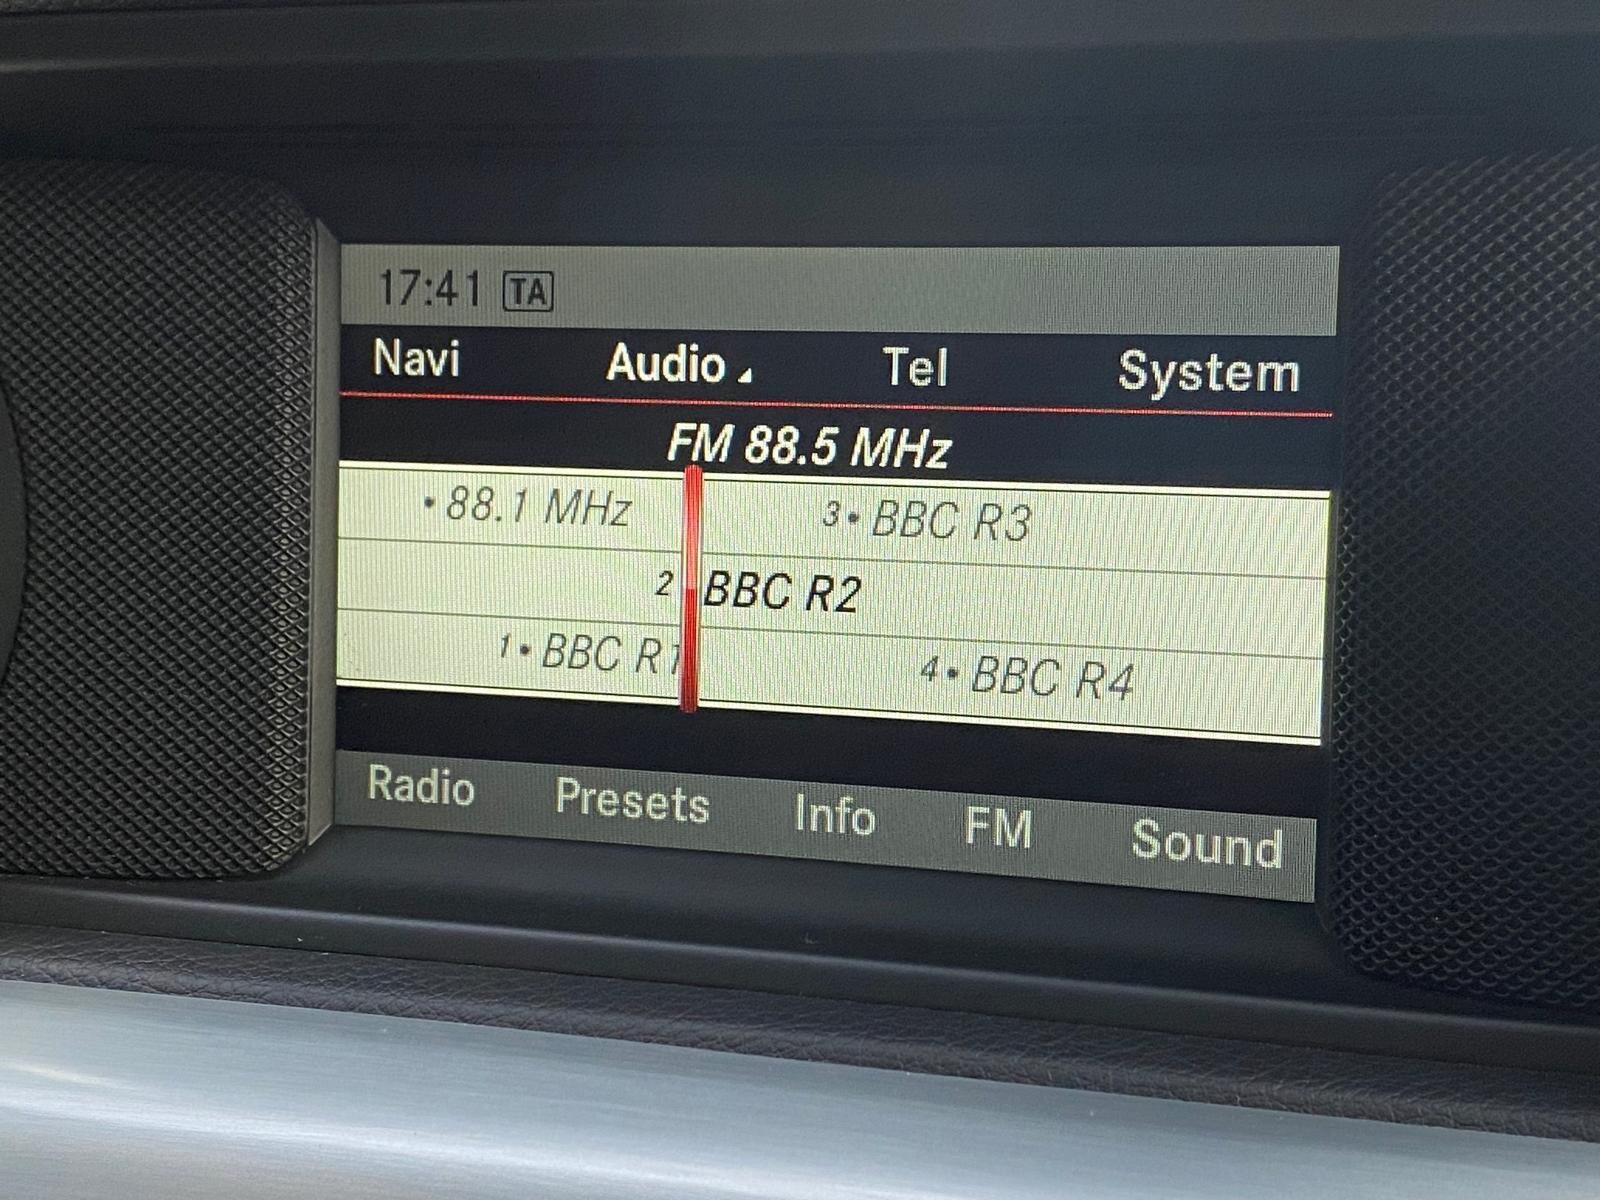 17:41 TA
Navi Audio Tel System
FM 88.5 MHz
• 88.1 MHz 3 • BBC R3
2 BBC R2
1 • BBC R1 4 • BBC R4
Radio Presets Info FM Sound